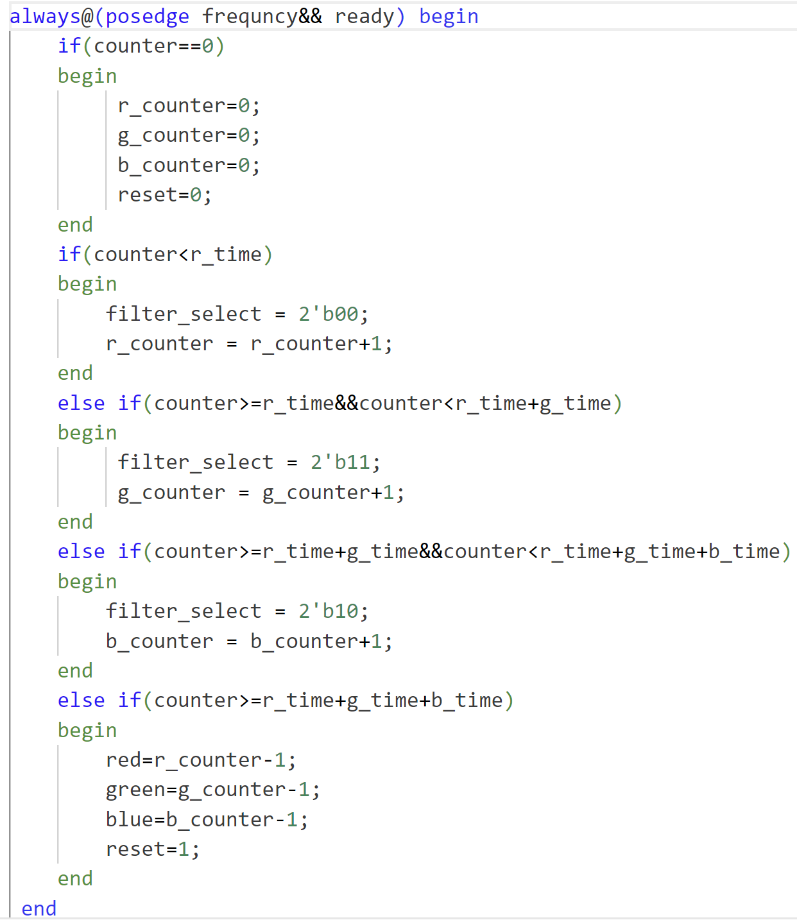 always@(posedge frequncy&& ready) begin
if(counter==0)
begin
r_counter=0;
g_counter=0;
b_counter=0;
reset=0;
end
if(counter<r_time)
begin
filter_select = 2'b00;
r_counter = r_counter+1;
end
else if(counter>=r_time&&counter<r_time+g_time)
begin
filter_select = 2'b11;
g_counter = g_counter+1;
end
else if(counter>=r_time+g_time&&counter<r_time+g_time+b_time)
begin
filter_select = 2'b10;
b_counter = b_counter+1;
end
else if(counter>=r_time+g_time+b_time)
begin
red=r_counter-1;
green=g_counter-1;
blue=b_counter-1;
reset=1;
end
end